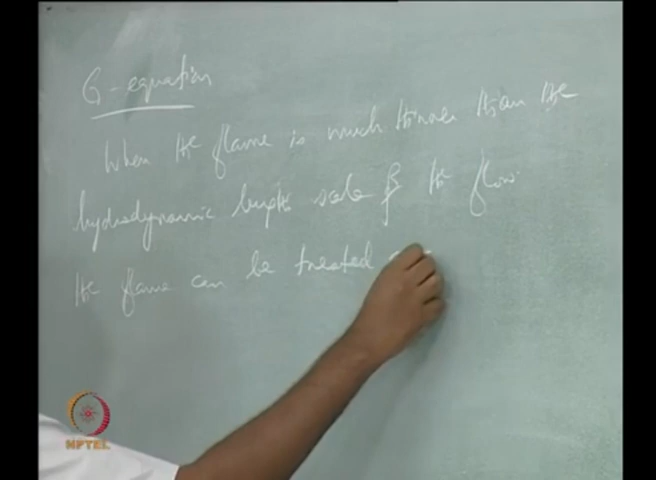 G-equation
When the flame is much thinner than the
hydrodynamic length scale of the flow
the flame can be treated
NPTEL